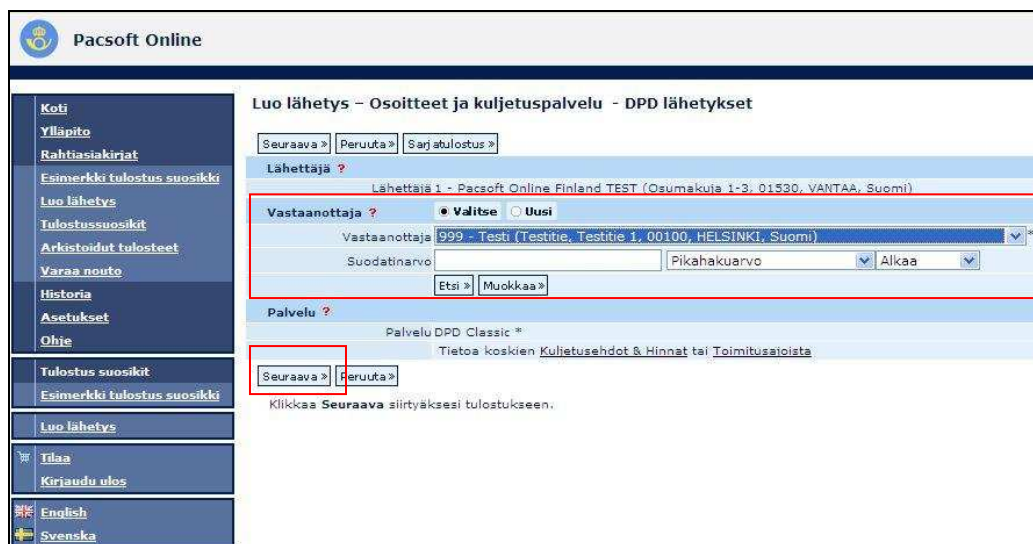 Pacsoft Online
Koti
Ylläpito
Rahtiasiakirjat
Esimerkki tulostus suosikki
Luo lähetys
Tulostussuosikit
Arkistoidut tulosteet
Varaa nouto
Historia
Asetukset
Ohje
Tulostus suosikit
Esimerkki tulostus suosikki
Luo lähetys
Tilaa
Kirjaudu ulos
English
Svenska
Luo lähetys – Osoitteet ja kuljetuspalvelu - DPD lähetykset
Seuraava » Peruuta » Sarjatulostus »
Lähettäjä ?
Lähettäjä 1 - Pacsoft Online Finland TEST (Osumakuja 1-3, 01530, VANTAA, Suomi)
Vastaanottaja ? Valitse Uusi
Vastaanottaja 999 - Testi (Testitie, Testitie 1, 00100, HELSINKI, Suomi) *
Suodatinarvo Pikahakuarvo Alkaa
Etsi » Muokkaa »
Palvelu ?
Palvelu DPD Classic *
Tietoa koskien Kuljetusehdot & Hinnat tai Toimitusajoista
Seuraava » Peruuta »
Klikkaa Seuraava siirtyäksesi tulostukseen.